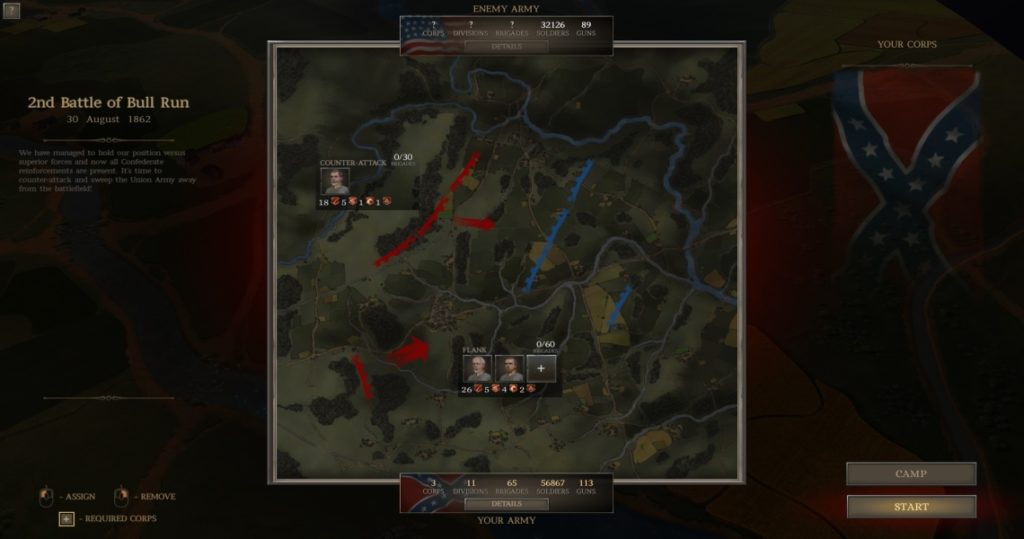 ?
ENEMY ARMY
? ? ? 32126 89
CORPS DIVISIONS BRIGADES SOLDIERS GUNS
DETAILS
2nd Battle of Bull Run
30 August 1862
We have managed to hold our position versus
superior forces and now all Confederate
reinforcements are present. It's time to
counter-attack and sweep the Union Army away
from the battlefield!
COUNTER-ATTACK 0/30
BRIGADES
18 5 1 1
FLANK 0/60
BRIGADES
+
26 5 4 2
YOUR CORPS
- ASSIGN - REMOVE
+ - REQUIRED CORPS
3 11 65 56867 113
CORPS DIVISIONS BRIGADES SOLDIERS GUNS
DETAILS
YOUR ARMY
CAMP
START